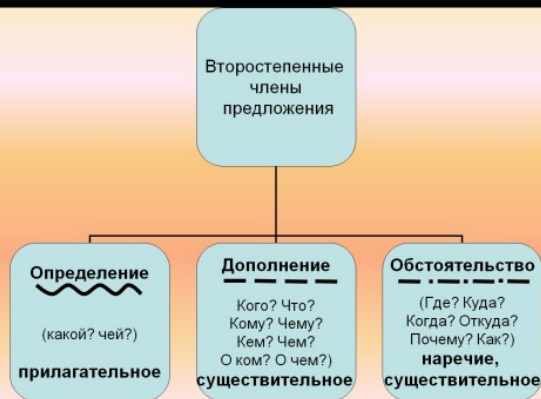 Второстепенные
члены
предложения
Определение
(какой? чей?)
прилагательное
Дополнение
Кого? Что?
Кому? Чему?
Кем? Чем?
О ком? О чем?)
существительное
Обстоятельство
(Где? Куда?
Когда? Откуда?
Почему? Как?)
наречие,
существительное